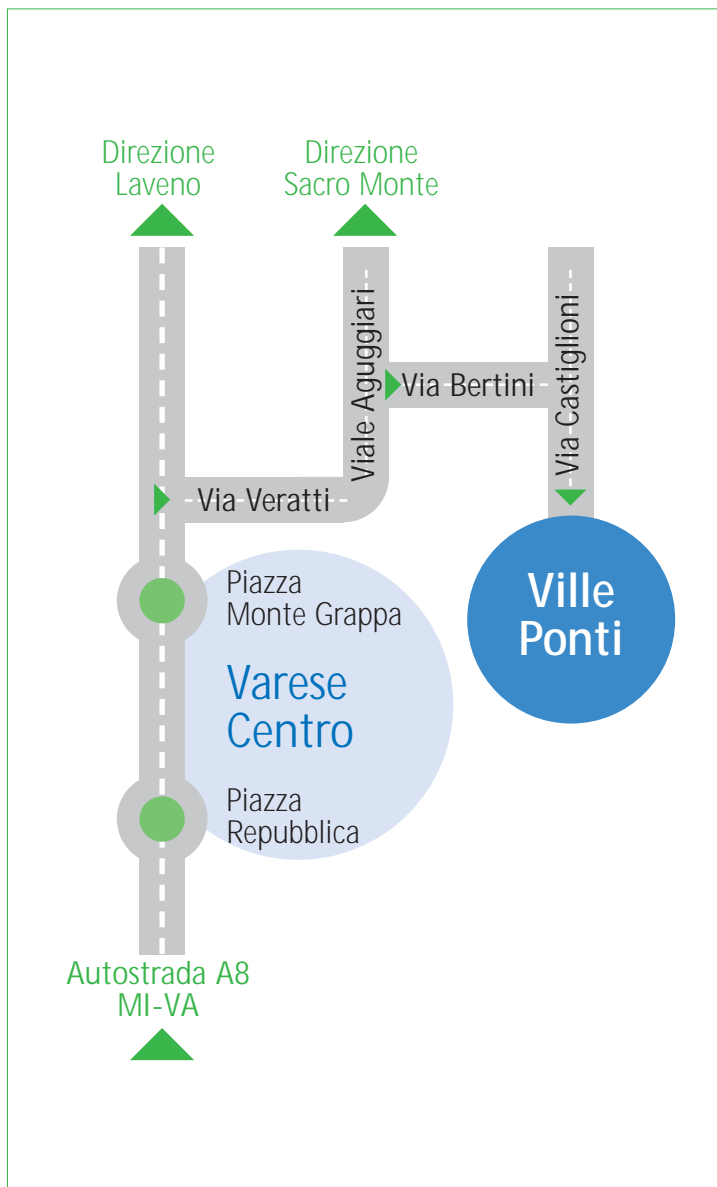 Direzione
Laveno
Direzione
Sacro Monte
Viale Aguggiari
Via Bertini
Via Castiglioni
Via Veratti
Piazza
Monte Grappa
Ville
Ponti
Varese
Centro
Piazza
Repubblica
Autostrada A8
MI-VA